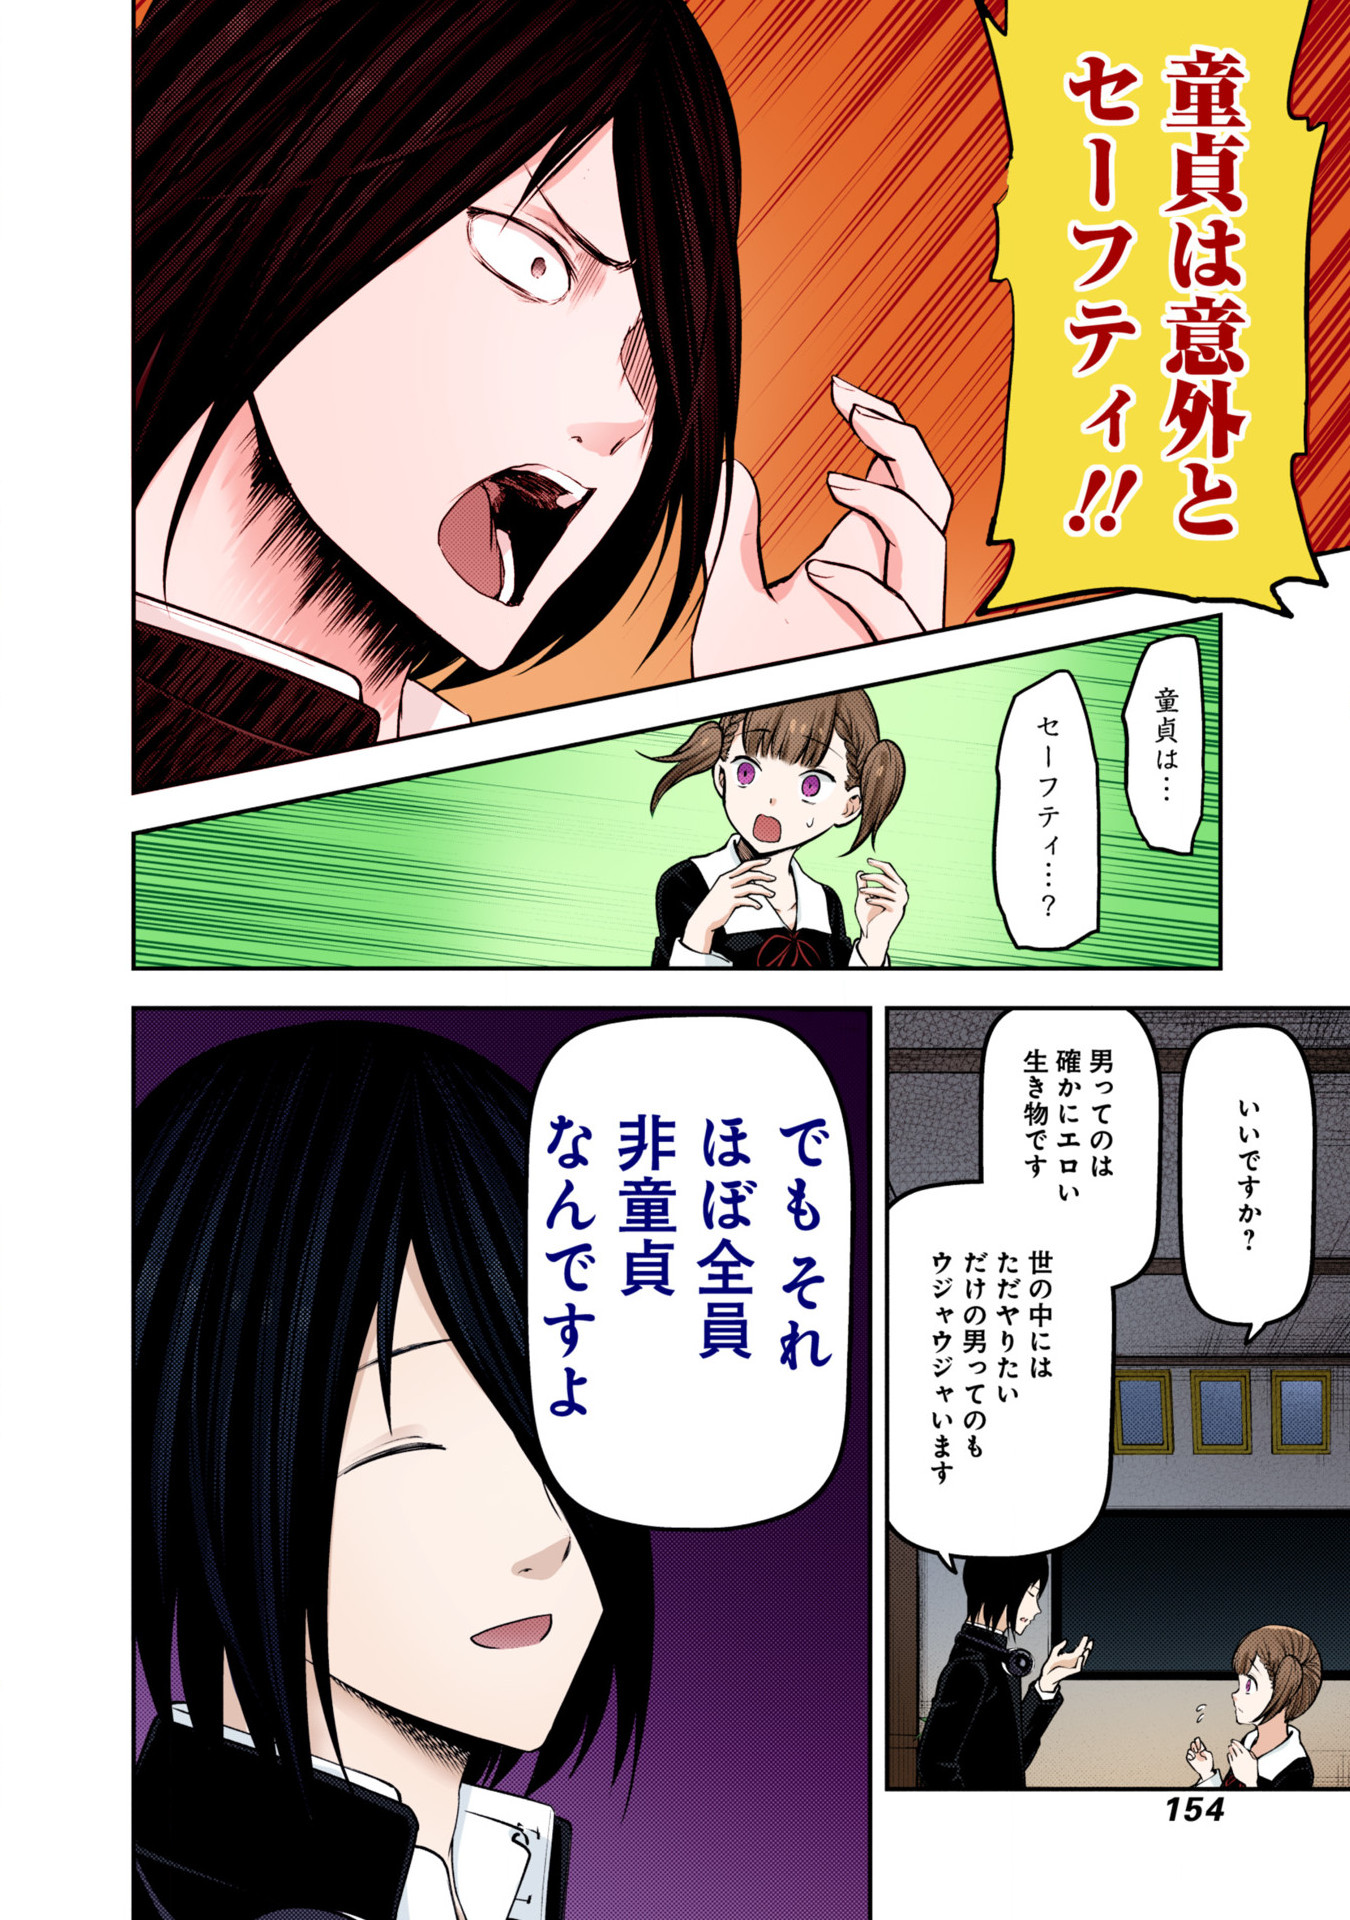 童貞は意外と
セーフティ!!
童貞は…
セーフティ…?
いいですか?
男ってのは
確かにエロい
生き物です
世の中には
ただヤりたい
だけの男ってのも
ウジャウジャいます
でもそれ
ほぼ全員
非童貞
なんですよ
154